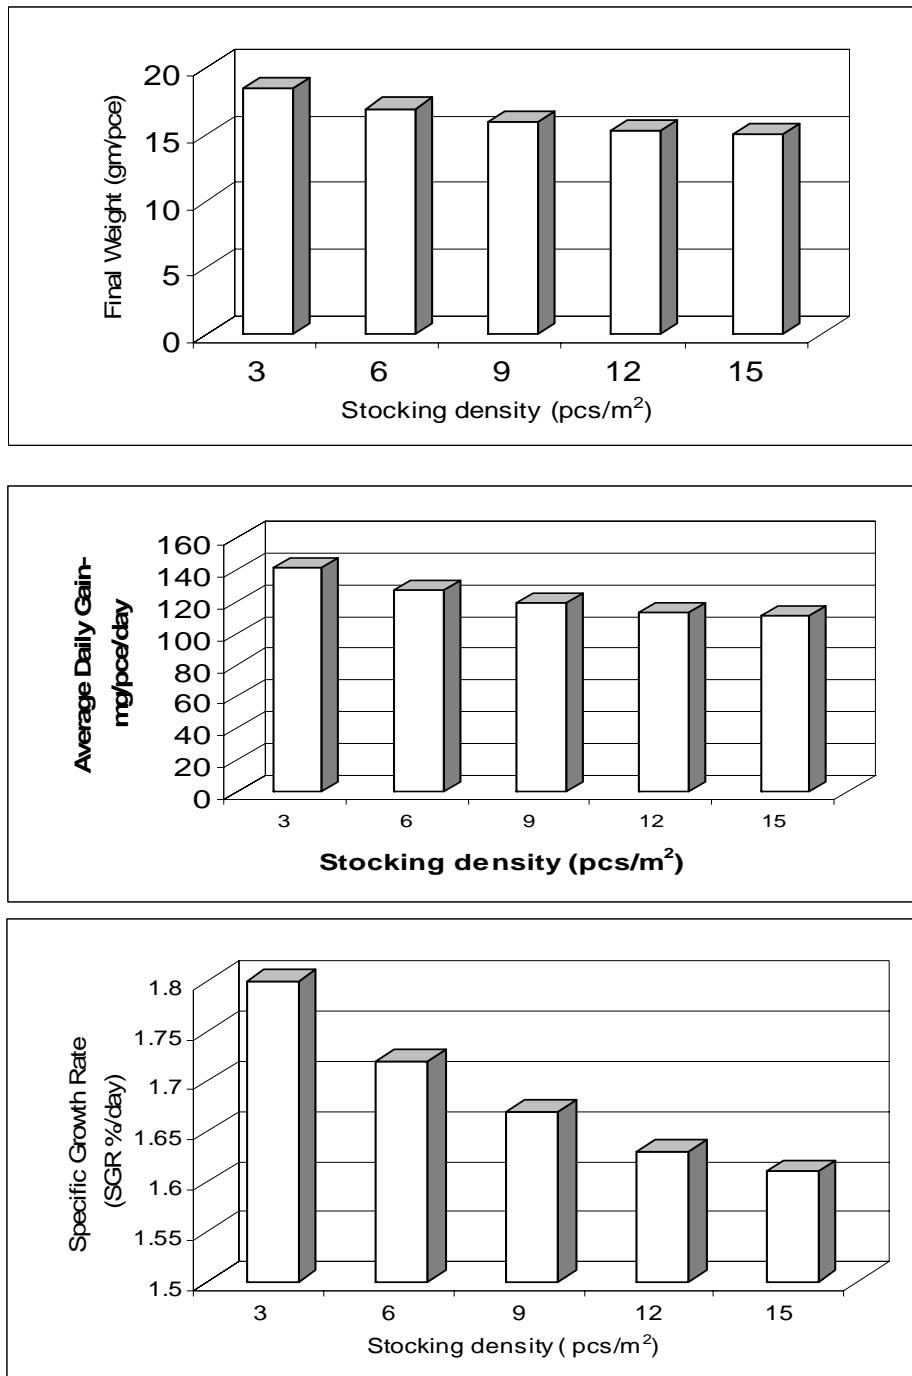 20
15
10
5
0
Final Weight (gm/pce)
3 6 9 12 15
Stocking density (pcs/m²)
160
140
120
100
80
60
40
20
0
Average Daily Gain-
mg/pce/day
3 6 9 12 15
Stocking density (pcs/m²)
1.8
1.75
1.7
1.65
1.6
1.55
1.5
Specific Growth Rate
(SGR %/day)
3 6 9 12 15
Stocking density ( pcs/m²)